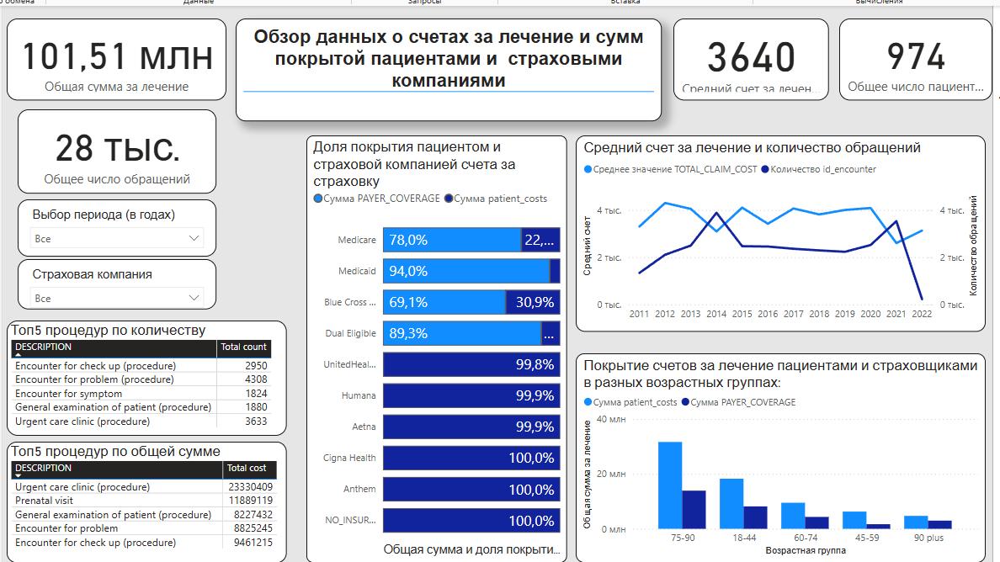 Данные
Запросы
Вставка
Вычисления
101,51 млн
Общая сумма за лечение
Обзор данных о счетах за лечение и сумм
покрытой пациентами и страховыми
компаниями
3640
Средний счет за лечен...
974
Общее число пациент...
28 тыс.
Общее число обращений
Выбор периода (в годах)
Все
Страховая компания
Все
Топ5 процедур по количеству
DESCRIPTION Total count
Encounter for check up (procedure) 2950
Encounter for problem (procedure) 4308
Encounter for symptom 1824
General examination of patient (procedure) 1880
Urgent care clinic (procedure) 3633
Топ5 процедур по общей сумме
DESCRIPTION Total cost
Urgent care clinic (procedure) 23330409
Prenatal visit 11889119
General examination of patient (procedure) 8227432
Encounter for problem 8825245
Encounter for check up (procedure) 9461215
Доля покрытия пациентом и
страховой компанией счета за
страховку
Сумма PAYER_COVERAGE Сумма patient_costs
Medicare 78,0% 22,...
Medicaid 94,0%
Blue Cross ... 69,1% 30,9%
Dual Eligible 89,3% ...
UnitedHeal... 99,8%
Humana 99,9%
Aetna 99,9%
Cigna Health 100,0%
Anthem 100,0%
NO_INSUR... 100,0%
Общая сумма и доля покрыти...
Средний счет за лечение и количество обращений
Среднее значение TOTAL_CLAIM_COST Количество id_encounter
Средний счет
Количество обращений
4 тыс. 4 тыс.
2 тыс. 2 тыс.
0 тыс. 0 тыс.
2011 2012 2013 2014 2015 2016 2017 2018 2019 2020 2021 2022
Покрытие счетов за лечение пациентами и страховщиками
в разных возрастных группах:
Сумма patient_costs Сумма PAYER_COVERAGE
Общая сумма за лечение
40 млн
20 млн
0 млн
75-90 18-44 60-74 45-59 90 plus
Возрастная группа